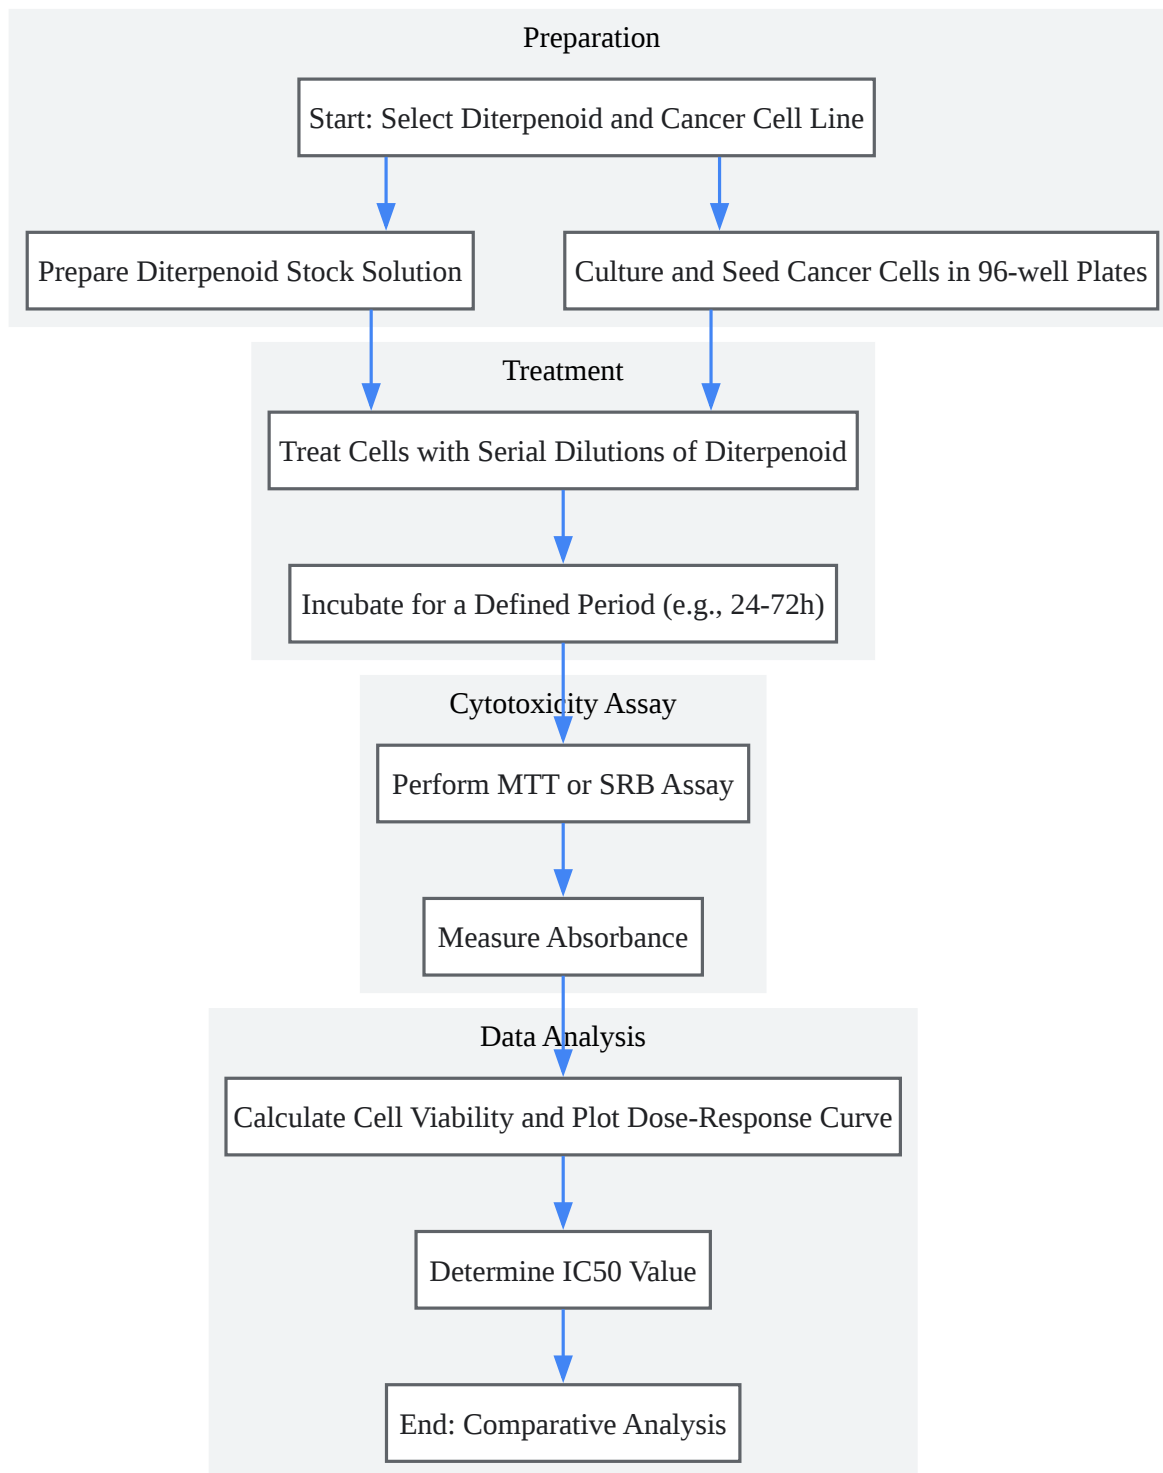 Preparation
Start: Select Diterpenoid and Cancer Cell Line
Prepare Diterpenoid Stock Solution
Culture and Seed Cancer Cells in 96-well Plates
Treatment
Treat Cells with Serial Dilutions of Diterpenoid
Incubate for a Defined Period (e.g., 24-72h)
Cytotoxicity Assay
Perform MTT or SRB Assay
Measure Absorbance
Data Analysis
Calculate Cell Viability and Plot Dose-Response Curve
Determine IC50 Value
End: Comparative Analysis